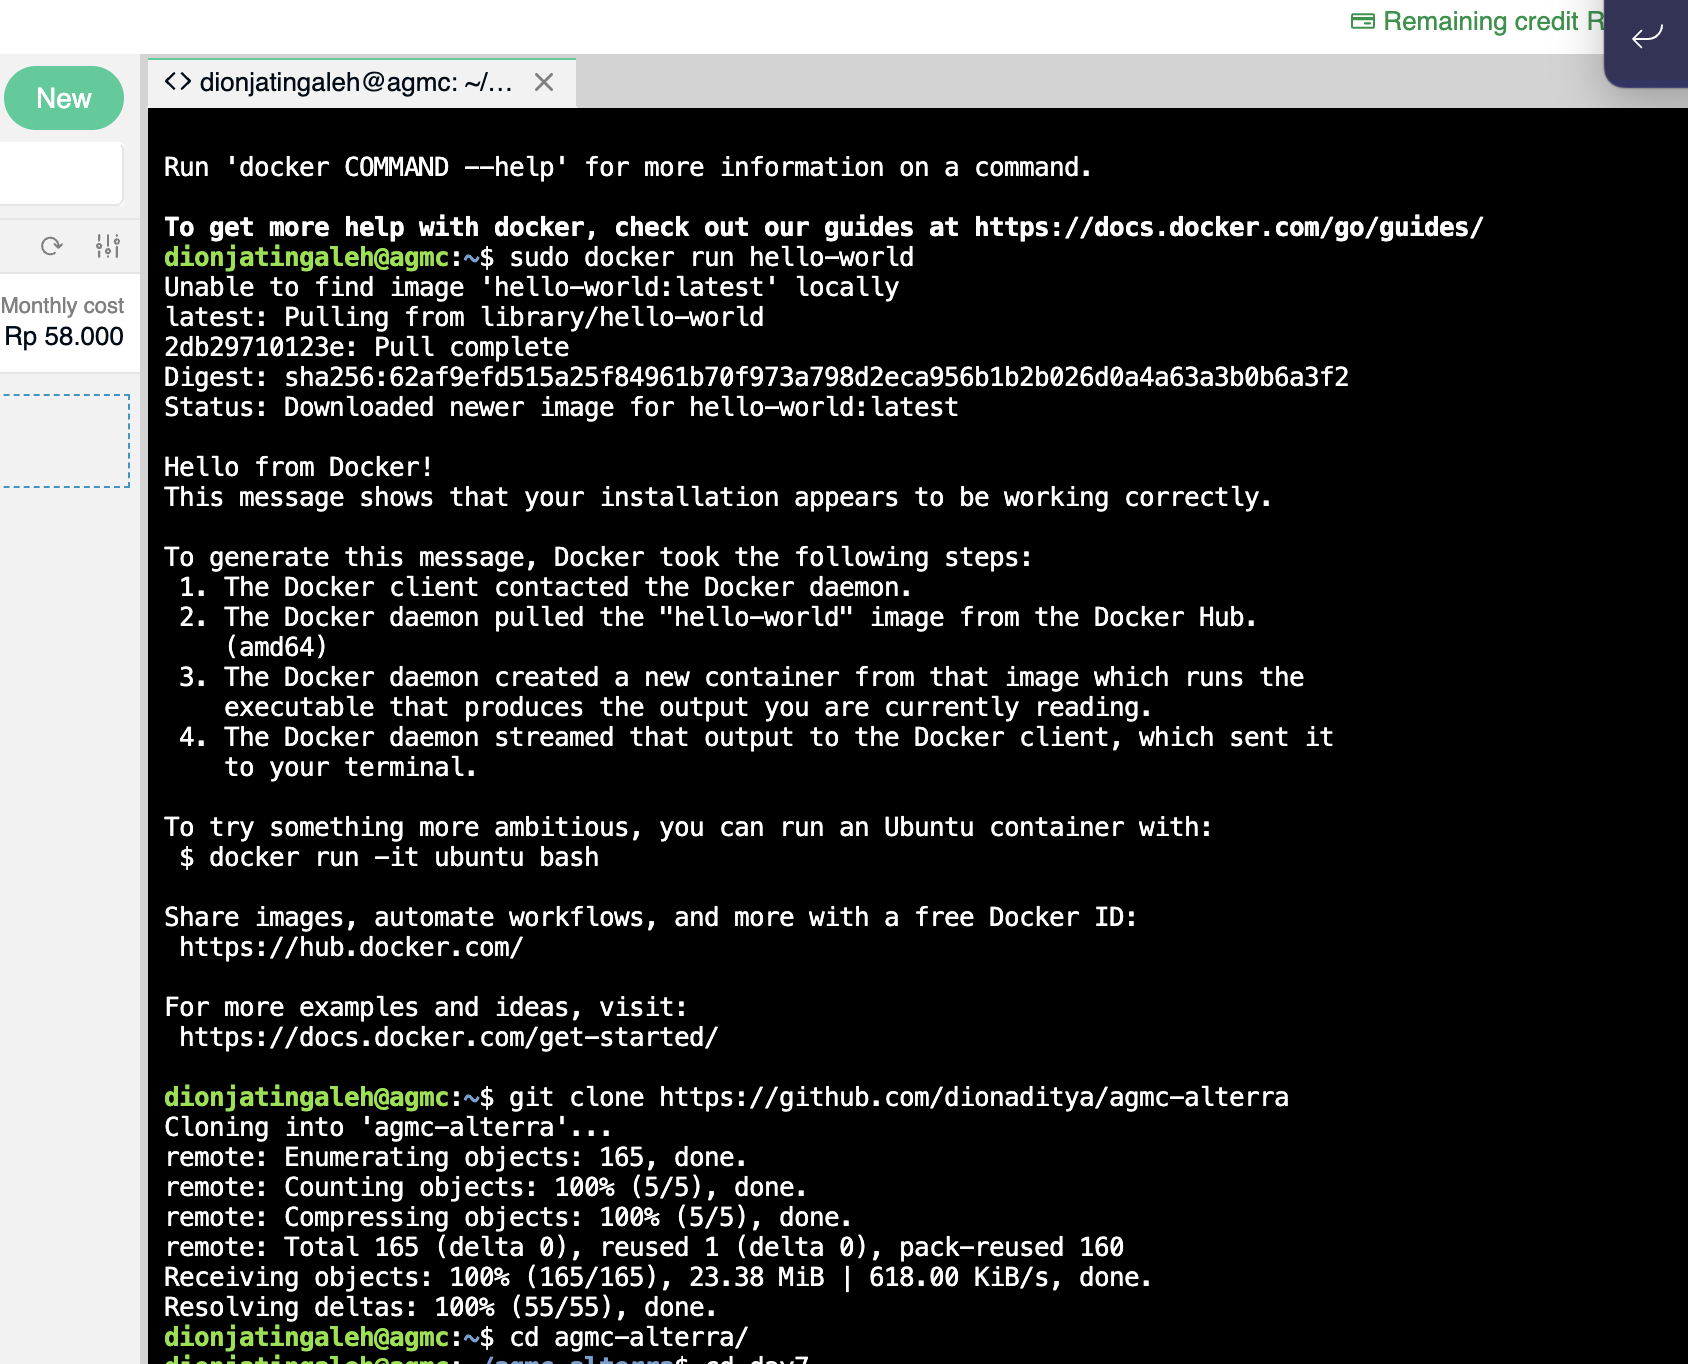 Remaining credit R
New
<> dionjatingaleh@agmc: ~/...
Monthly cost
Rp 58.000
Run 'docker COMMAND --help' for more information on a command.
To get more help with docker, check out our guides at https://docs.docker.com/go/guides/
dionjatingaleh@agmc:~$ sudo docker run hello-world
Unable to find image 'hello-world:latest' locally
latest: Pulling from library/hello-world
2db29710123e: Pull complete
Digest: sha256:62af9efd515a25f84961b70f973a798d2eca956b1b2b026d0a4a63a3b0b6a3f2
Status: Downloaded newer image for hello-world:latest
Hello from Docker!
This message shows that your installation appears to be working correctly.
To generate this message, Docker took the following steps:
1. The Docker client contacted the Docker daemon.
2. The Docker daemon pulled the "hello-world" image from the Docker Hub.
(amd64)
3. The Docker daemon created a new container from that image which runs the
executable that produces the output you are currently reading.
4. The Docker daemon streamed that output to the Docker client, which sent it
to your terminal.
To try something more ambitious, you can run an Ubuntu container with:
$ docker run -it ubuntu bash
Share images, automate workflows, and more with a free Docker ID:
https://hub.docker.com/
For more examples and ideas, visit:
https://docs.docker.com/get-started/
dionjatingaleh@agmc:~$ git clone https://github.com/dionaditya/agmc-alterra
Cloning into 'agmc-alterra'...
remote: Enumerating objects: 165, done.
remote: Counting objects: 100% (5/5), done.
remote: Compressing objects: 100% (5/5), done.
remote: Total 165 (delta 0), reused 1 (delta 0), pack-reused 160
Receiving objects: 100% (165/165), 23.38 MiB | 618.00 KiB/s, done.
Resolving deltas: 100% (55/55), done.
dionjatingaleh@agmc:~$ cd agmc-alterra/
dionjatingaleh@agmc:~/agmc-alterra$ cd day7